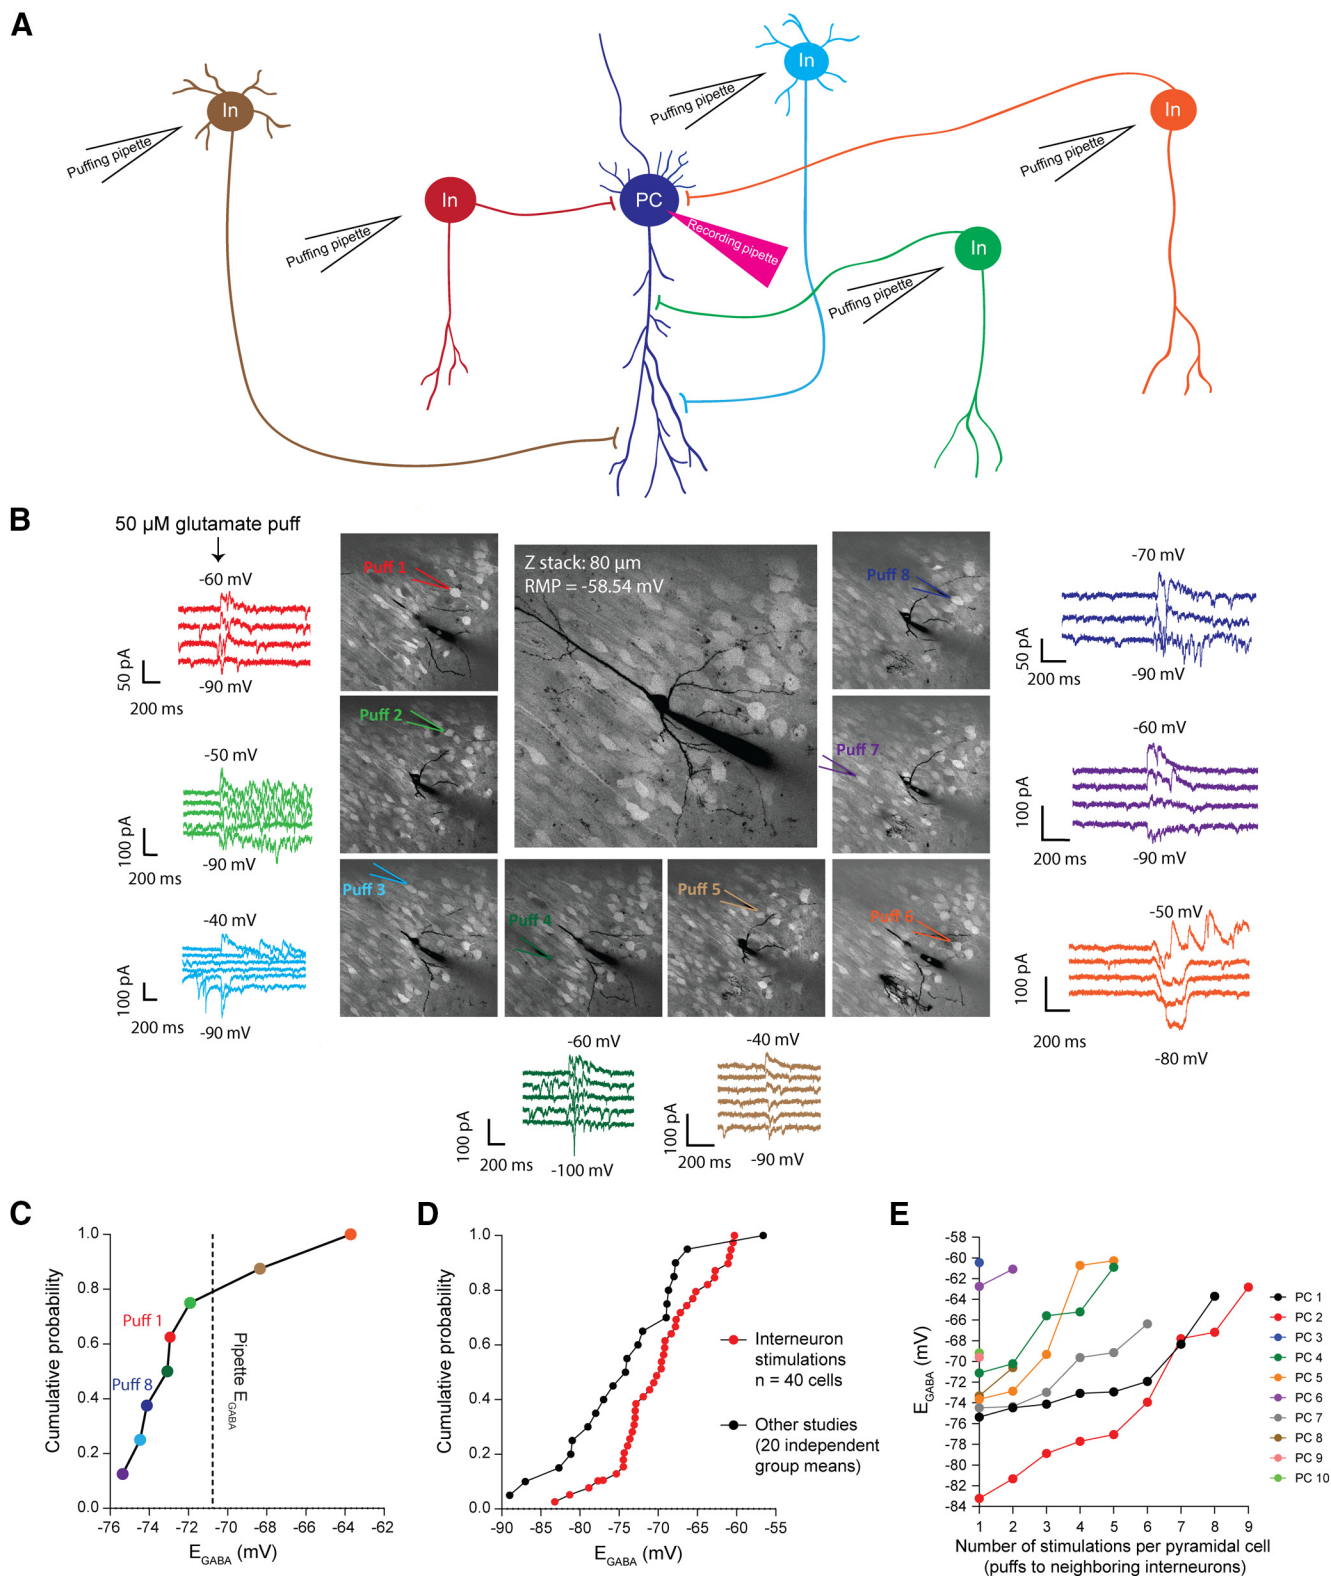 A
In
Puffing pipette
In
Puffing pipette
PC
Recording pipette
In
Puffing pipette
In
Puffing pipette
In
Puffing pipette
B
50 µM glutamate puff
-60 mV
50 pA
-90 mV
200 ms
-50 mV
100 pA
-90 mV
200 ms
-40 mV
100 pA
-90 mV
200 ms
Puff 1
Puff 2
Puff 3
Puff 4
Puff 5
Puff 6
Puff 7
Puff 8
Z stack: 80 µm
RMP = -58.54 mV
-60 mV
100 pA
200 ms
-100 mV
-40 mV
100 pA
200 ms
-90 mV
-70 mV
50 pA
-90 mV
200 ms
-60 mV
100 pA
-90 mV
200 ms
-50 mV
100 pA
200 ms
-80 mV
C
Cumulative probability
1.0
0.8
0.6
0.4
0.2
0.0
Puff 1
Puff 8
Pipette EGABA
-76 -74 -72 -70 -68 -66 -64 -62
EGABA (mV)
D
Cumulative probability
1.0
0.8
0.6
0.4
0.2
0.0
Interneuron
stimulations
n = 40 cells
Other studies
(20 independent
group means)
-90 -85 -80 -75 -70 -65 -60 -55
EGABA (mV)
E
EGABA (mV)
-58
-60
-62
-64
-66
-68
-70
-72
-74
-76
-78
-80
-82
-84
1 2 3 4 5 6 7 8 9
Number of stimulations per pyramidal cell
(puffs to neighboring interneurons)
PC 1
PC 2
PC 3
PC 4
PC 5
PC 6
PC 7
PC 8
PC 9
PC 10